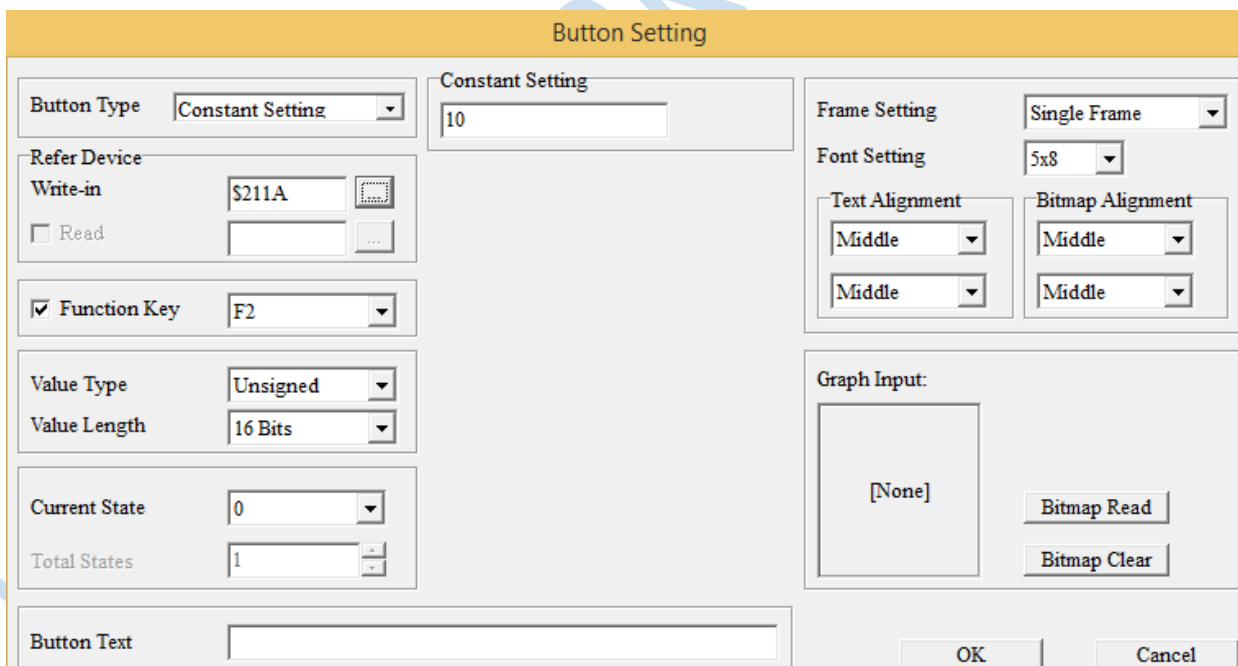 Button Setting
Button Type Constant Setting
Constant Setting
10
Refer Device
Write-in $211A ...
Read ...
Function Key F2
Value Type Unsigned
Value Length 16 Bits
Current State 0
Total States 1
Button Text
Frame Setting Single Frame
Font Setting 5x8
Text Alignment
Middle
Middle
Bitmap Alignment
Middle
Middle
Graph Input:
[None]
Bitmap Read
Bitmap Clear
OK Cancel